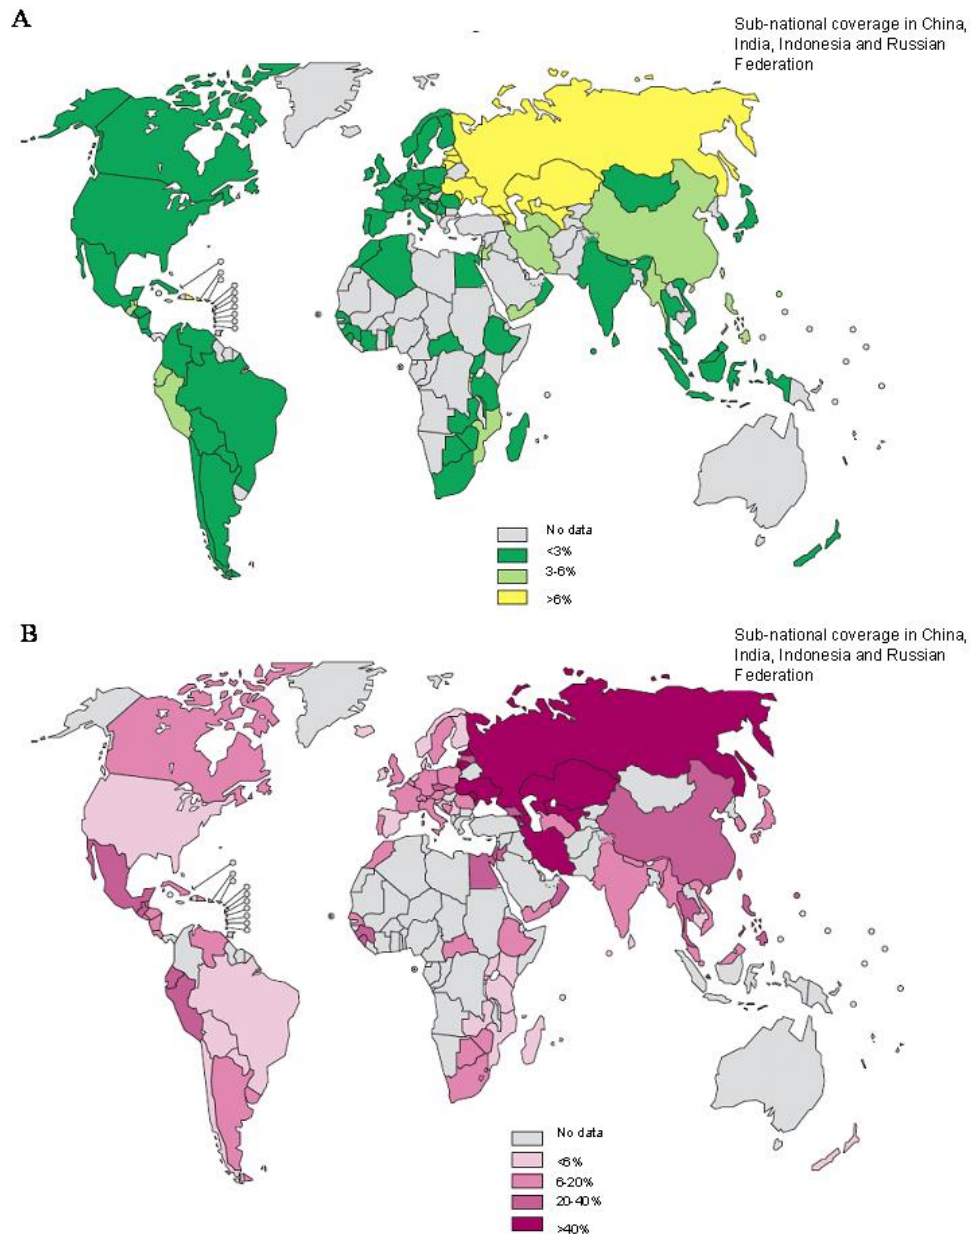 A
Sub-national coverage in China,
India, Indonesia and Russian
Federation
No data
<3%
3-6%
>6%
B
Sub-national coverage in China,
India, Indonesia and Russian
Federation
No data
<6%
6-20%
20-40%
>40%